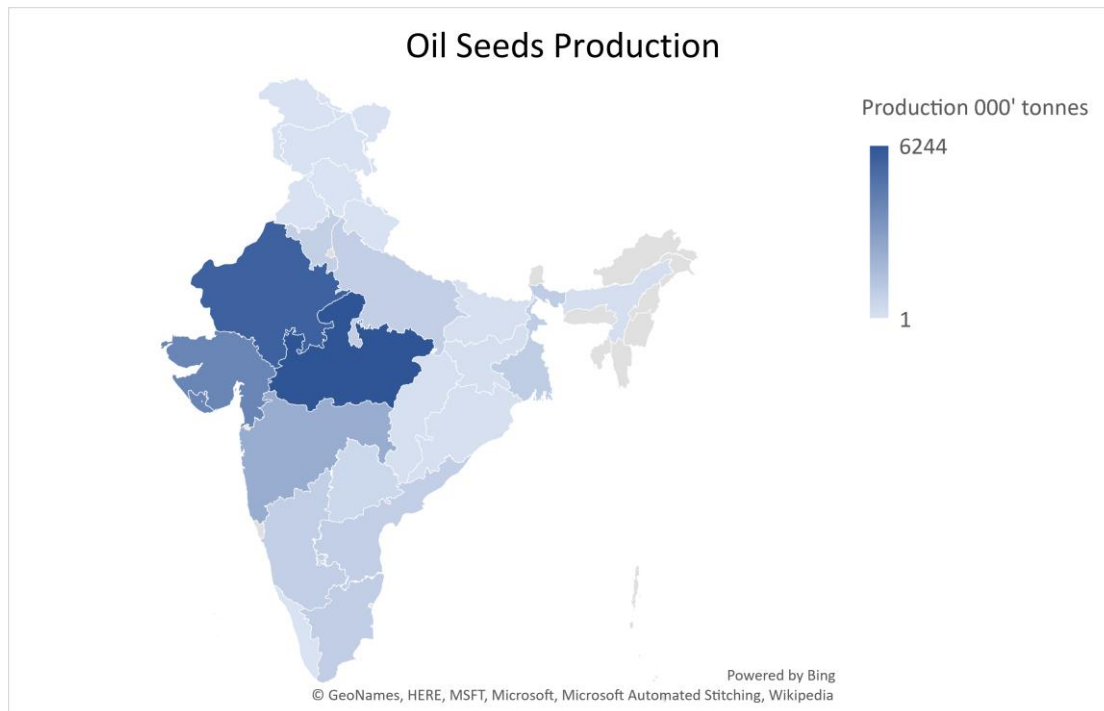 Oil Seeds Production
Production 000' tonnes
6244
1
Powered by Bing
© GeoNames, HERE, MSFT, Microsoft, Microsoft Automated Stitching, Wikipedia